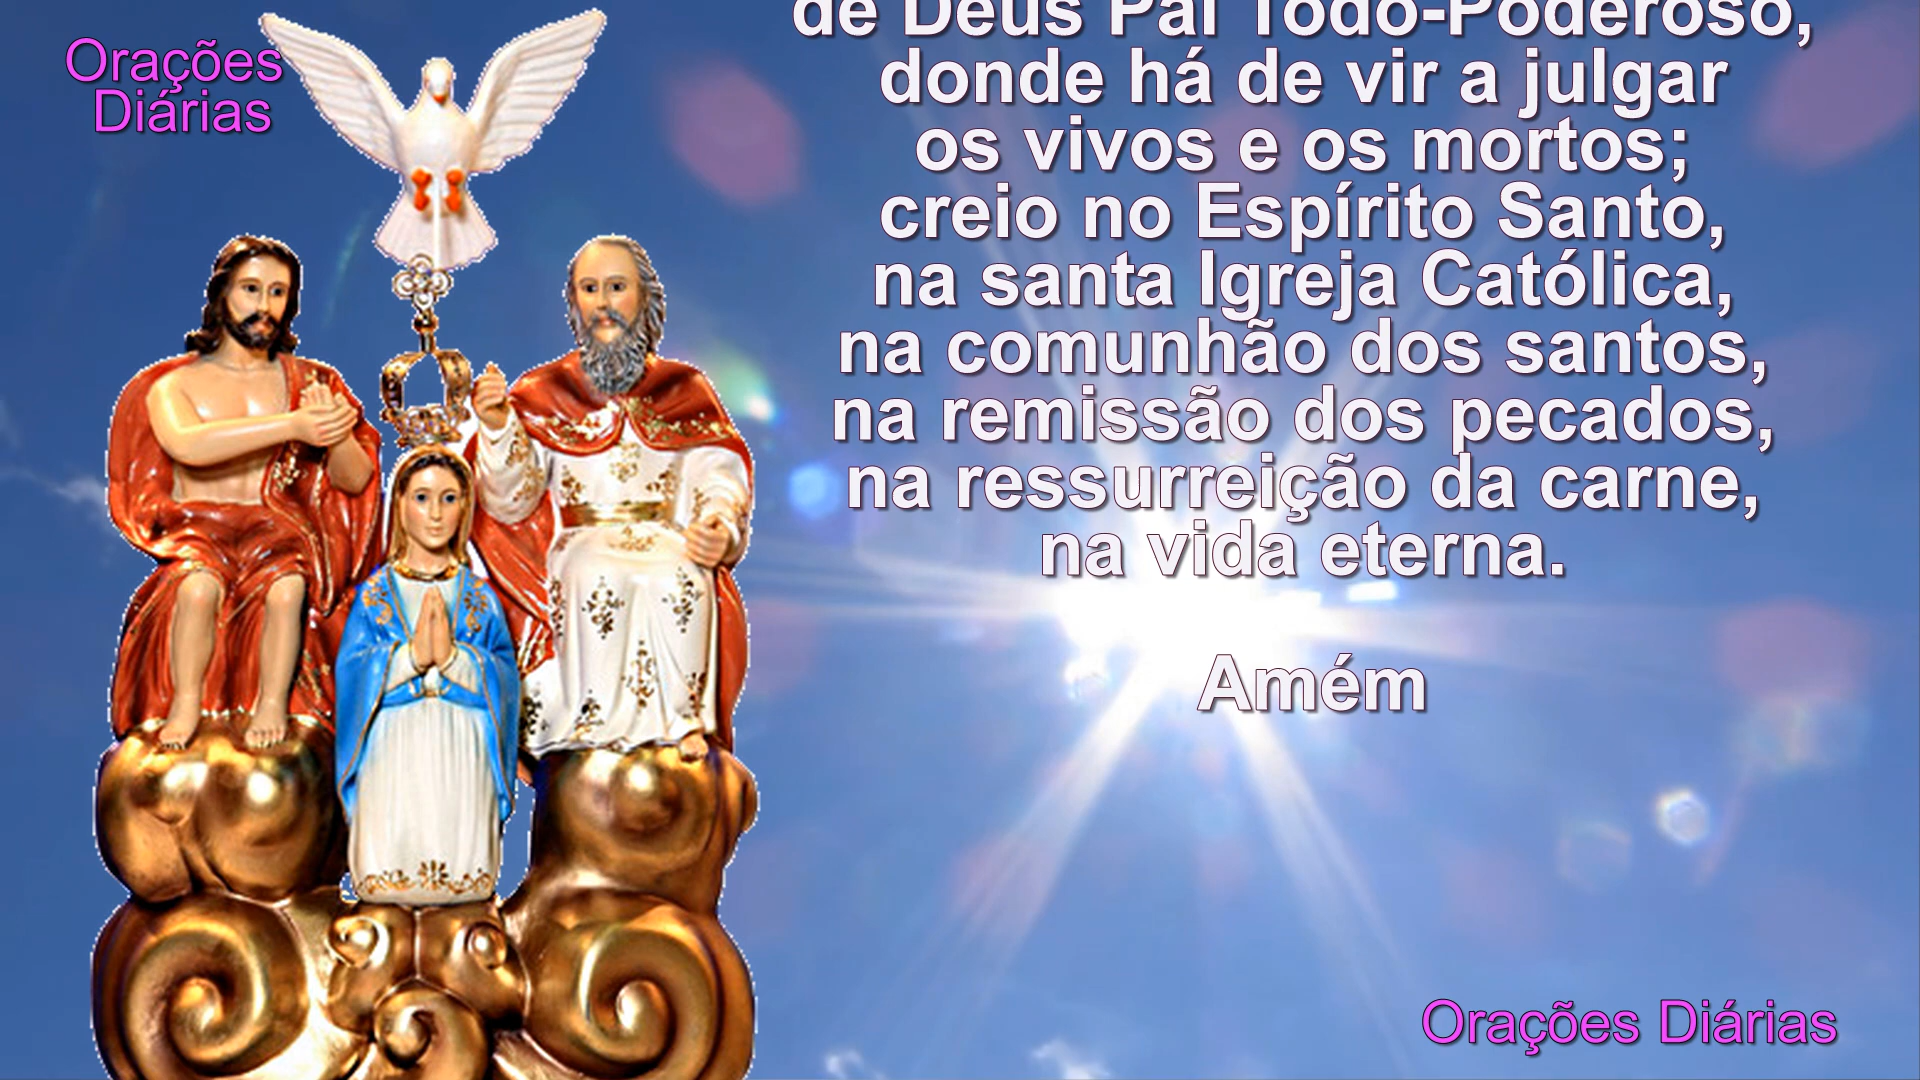 Orações
Diárias
de Deus Pai Todo-Poderoso,
donde há de vir a julgar
os vivos e os mortos;
creio no Espírito Santo,
na santa Igreja Católica,
na comunhão dos santos,
na remissão dos pecados,
na ressurreição da carne,
na vida eterna.
Amém
Orações Diárias